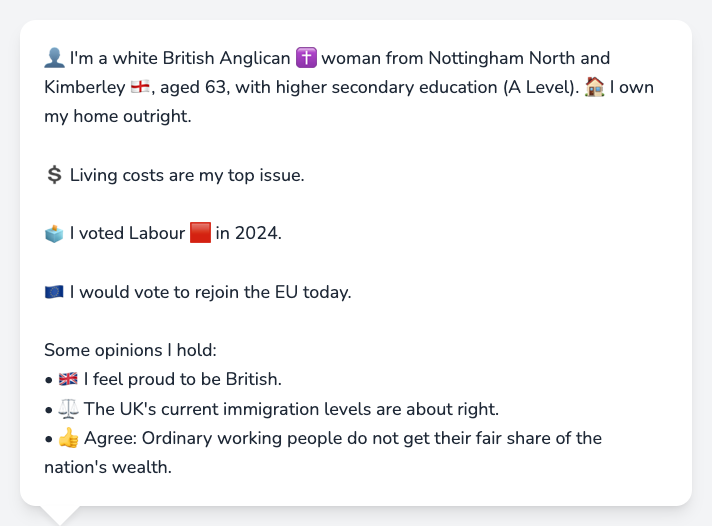 👤 I'm a white British Anglican ✝️ woman from Nottingham North and
Kimberley 🏴󠁧󠁢󠁥󠁮󠁧󠁿, aged 63, with higher secondary education (A Level). 🏠 I own
my home outright.
💲 Living costs are my top issue.
🗳️ I voted Labour 🟥 in 2024.
🇪🇺 I would vote to rejoin the EU today.
Some opinions I hold:
• 🇬🇧 I feel proud to be British.
• ⚖️ The UK's current immigration levels are about right.
• 👍 Agree: Ordinary working people do not get their fair share of the
nation's wealth.